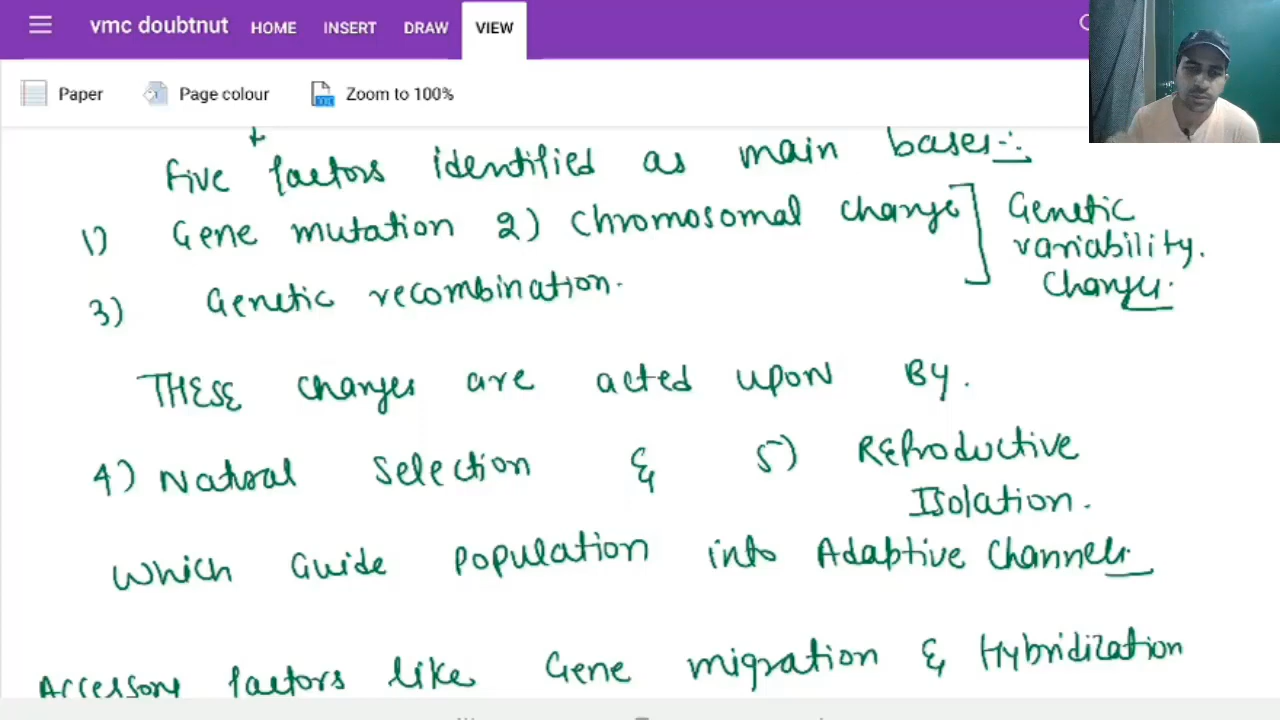 vmc doubtnut HOME INSERT DRAW VIEW
Paper Page colour Zoom to 100%
Five factors identified as main bases:-
1) Gene mutation 2) Chromosomal change
Genetic variability. Changes.
3) Genetic recombination.
THESE changes are acted upon By.
4) Natural Selection & 5) Reproductive
Isolation.
Which Guide Population into Adaptive Channels.
Accessory factors like Gene migration & Hybridization